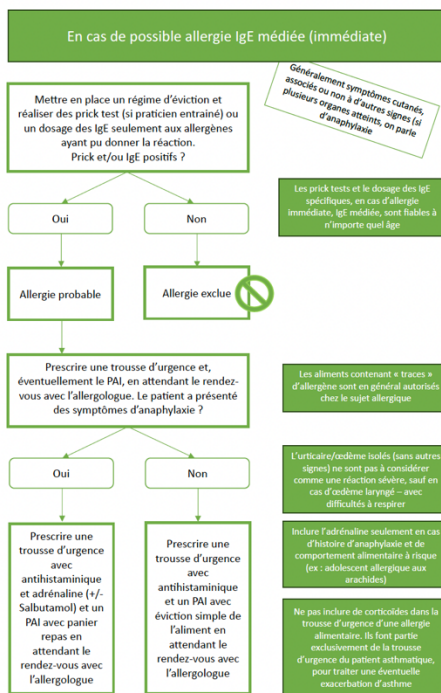 En cas de possible allergie IgE médiée (immédiate)
Généralement symptômes cutanés,
associés ou non à d'autres signes (si
plusieurs organes atteints, on parle
d'anaphylaxie
Mettre en place un régime d'éviction et
réaliser des prick test (si praticien entrainé) ou
un dosage des IgE seulement aux allergènes
ayant pu donner la réaction.
Prick et/ou IgE positifs ?
Les prick tests et le dosage des IgE
spécifiques, en cas d'allergie
immédiate, IgE médiée, sont fiables à
n'importe quel âge
Oui
Non
Allergie probable
Allergie exclue
Prescrire une trousse d'urgence et,
éventuellement le PAI, en attendant le rendez-
vous avec l'allergologue. Le patient a présenté
des symptômes d'anaphylaxie ?
Les aliments contenant « traces »
d'allergène sont en général autorisés
chez le sujet allergique
Oui
Non
L'urticaire/œdème isolés (sans autres
signes) ne sont pas à considérer
comme une réaction sévère, sauf en
cas d'œdème laryngé – avec
difficultés à respirer
Prescrire une
trousse d'urgence
avec
antihistaminique
et adrénaline (+/-
Salbutamol) et un
PAI avec panier
repas en
attendant le
rendez-vous avec
l'allergologue
Prescrire une
trousse d'urgence
avec
antihistaminique
et un PAI avec
éviction simple de
l'aliment en
attendant le
rendez-vous avec
l'allergologue
Inclure l'adrénaline seulement en cas
d'histoire d'anaphylaxie et de
comportement alimentaire à risque
(ex : adolescent allergique aux
arachides)
Ne pas inclure de corticoïdes dans la
trousse d'urgence d'une allergie
alimentaire. Ils font partie
exclusivement de la trousse
d'urgence du patient asthmatique,
pour traiter une éventuelle
exacerbation d'asthme